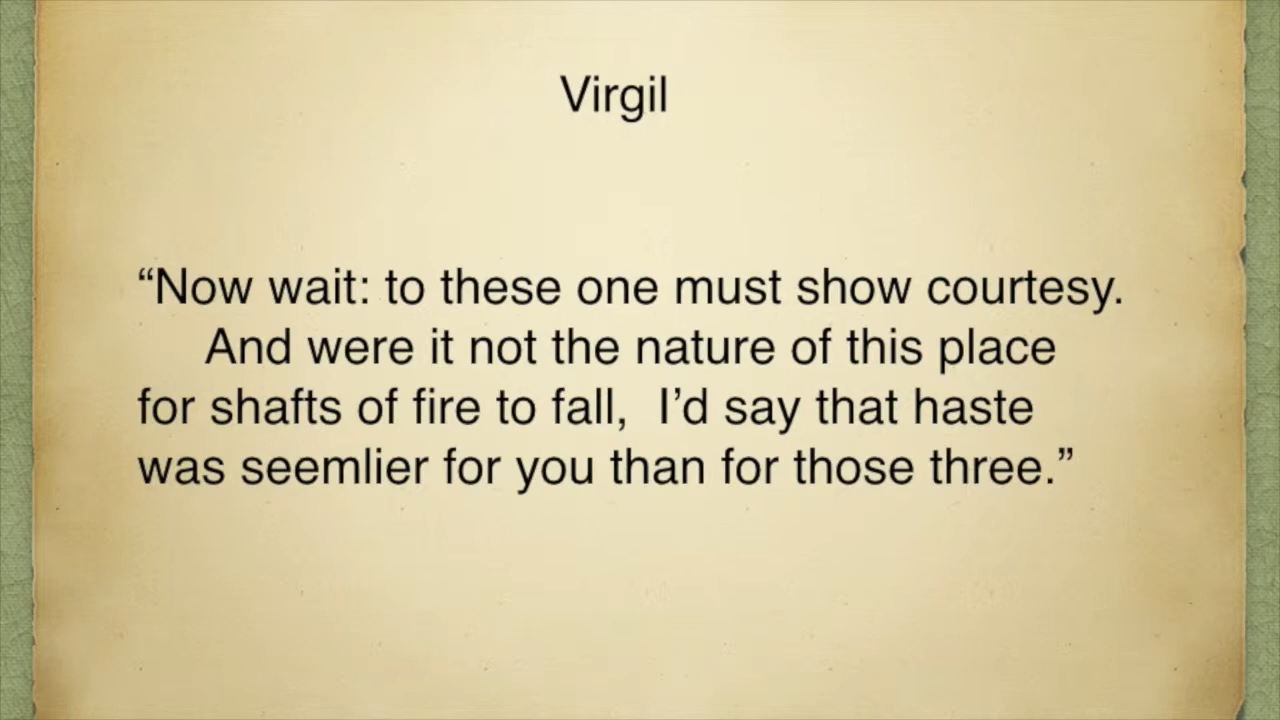 Virgil
“Now wait: to these one must show courtesy.
And were it not the nature of this place
for shafts of fire to fall,  I’d say that haste
was seemlier for you than for those three.”